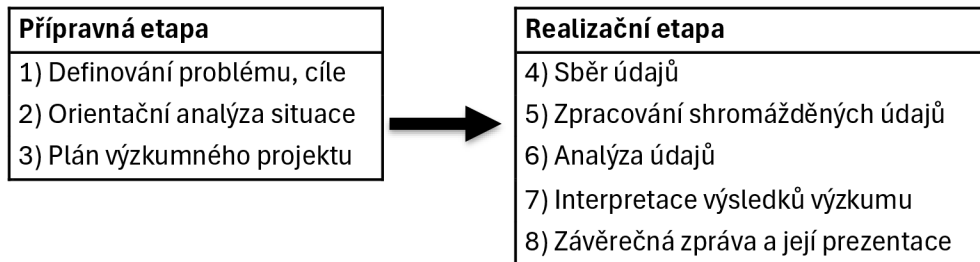 Přípravná etapa
1) Definování problému, cíle
2) Orientační analýza situace
3) Plán výzkumného projektu
Realizační etapa
4) Sběr údajů
5) Zpracování shromážděných údajů
6) Analýza údajů
7) Interpretace výsledků výzkumu
8) Závěrečná zpráva a její prezentace